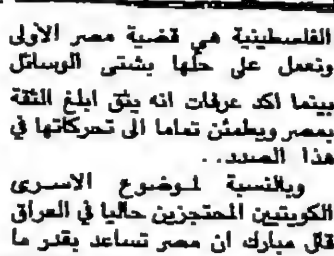 الفلسطينية هي قضية مصر الأولى
ونعمل على حلها بشتى الوسائل
بينما اكد عرفات انه يثق ابلغ الثقة
بمصر ويطمئن تماما الى تحركاتها في
هذا الصدد..
وبالنسبة لموضوع الاسرى
الكويتيين المحتجزين حاليا في العراق
قال مبارك ان مصر تساعد بقدر ما